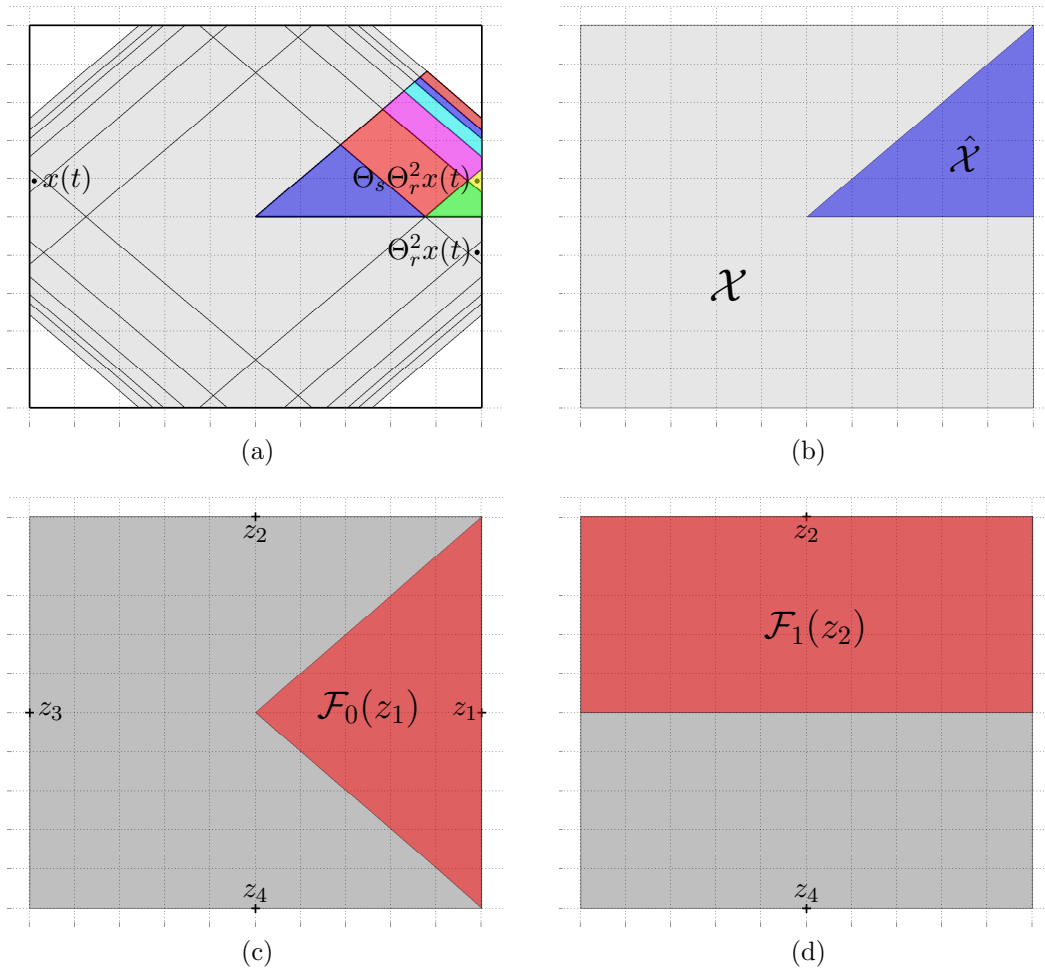 x(t)
Θ_sΘ_r^2x(t)
Θ_r^2x(t)
(a)
𝒳̂
𝒳
(b)
z_2
z_3
ℱ_0(z_1)
z_1
z_4
(c)
z_2
ℱ_1(z_2)
z_4
(d)